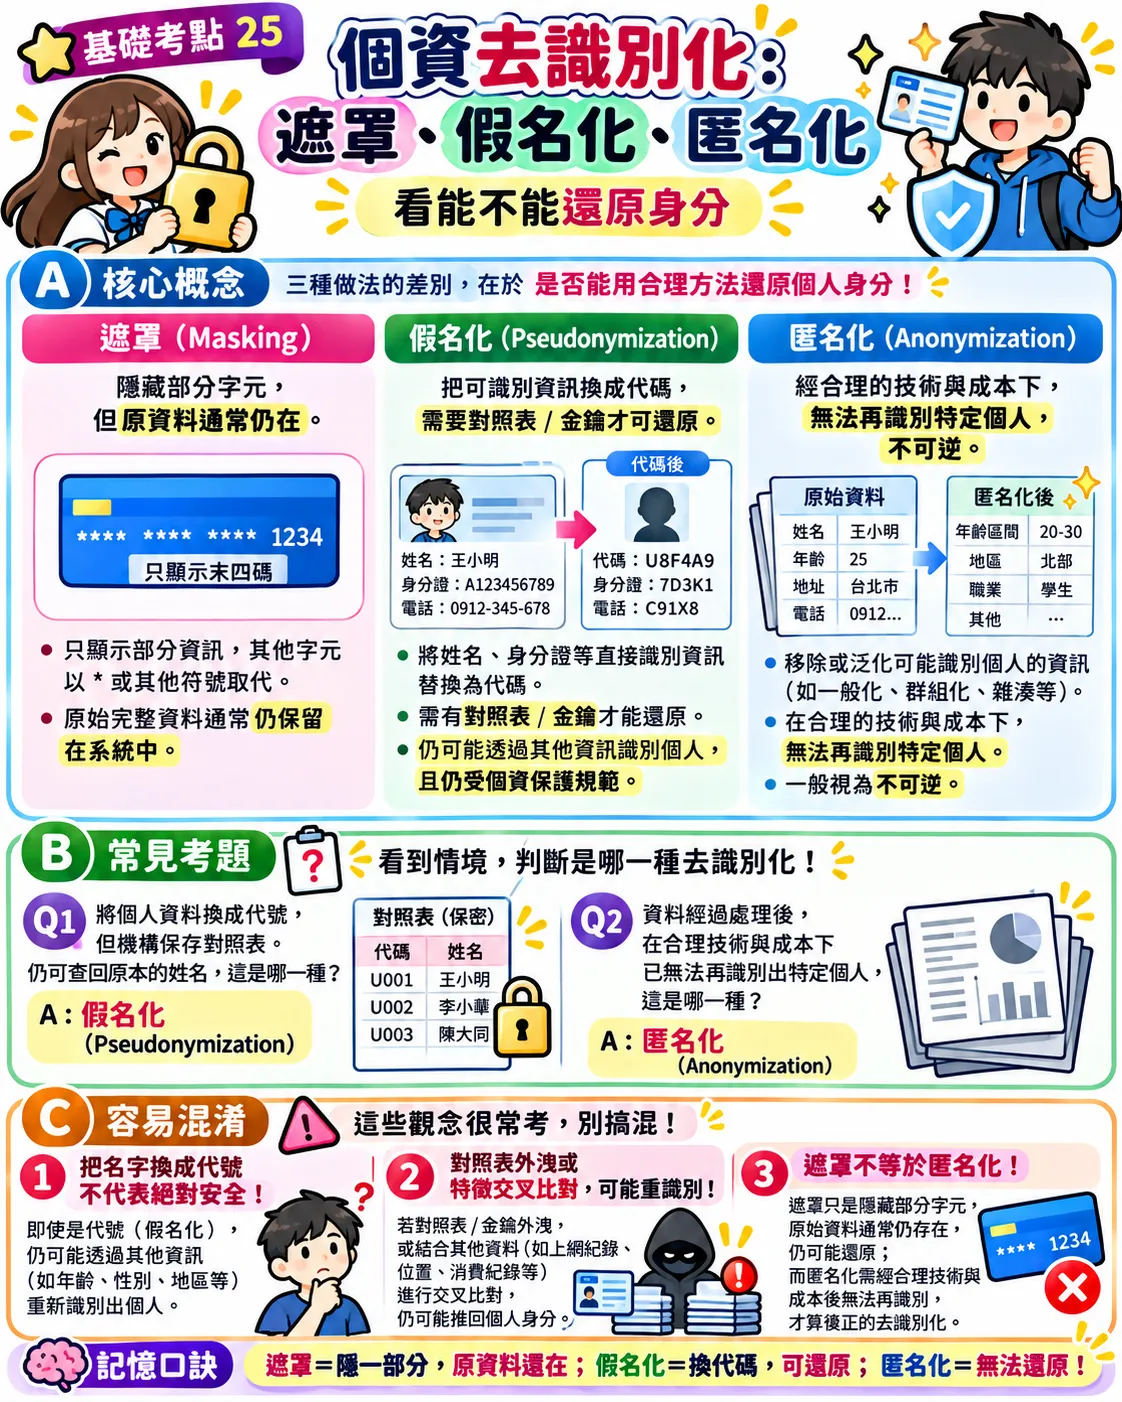 基礎考點 25
個資去識別化：
遮罩、假名化、匿名化
看能不能還原身分
A 核心概念
三種做法的差別，在於 是否能用合理方法還原個人身分！
遮罩（Masking）
隱藏部分字元，
但原資料通常仍在。
**** **** **** 1234
只顯示末四碼
• 只顯示部分資訊，其他字元
以 * 或其他符號取代。
• 原始完整資料通常仍保留
在系統中。
假名化（Pseudonymization）
把可識別資訊換成代碼，
需要對照表 / 金鑰才可還原。
姓名：王小明
身分證：A123456789
電話：0912-345-678
代碼後
代碼：U8F4A9
身分證：7D3K1
電話：C91X8
• 將姓名、身分證等直接識別資訊
替換為代碼。
• 需有對照表 / 金鑰才能還原。
• 仍可能透過其他資訊識別個人，
且仍受個資保護規範。
匿名化（Anonymization）
經合理的技術與成本下，
無法再識別特定個人，
不可逆。
原始資料
姓名 王小明
年齡 25
地址 台北市
電話 0912...
匿名化後
年齡區間 20-30
地區 北部
職業 學生
其他 ...
• 移除或泛化可能識別個人的資訊
（如一般化、群組化、雜湊等）。
• 在合理的技術與成本下，
無法再識別特定個人。
• 一般視為不可逆。
B 常見考題
?
看到情境，判斷是哪一種去識別化！
Q1 將個人資料換成代號，
但機構保存對照表。
仍可查回原本的姓名，這是哪一種？
A：假名化
（Pseudonymization）
對照表（保密）
代碼 姓名
U001 王小明
U002 李小華
U003 陳大同
Q2 資料經過處理後，
在合理技術與成本下
已無法再識別出特定個人，
這是哪一種？
A：匿名化
（Anonymization）
C 容易混淆
!
這些觀念很常考，別搞混！
1 把名字換成代號
不代表絕對安全！
即使是代號（假名化），
仍可能透過其他資訊
（如年齡、性別、地區等）
重新識別出個人。
?
2 對照表外洩或
特徵交叉比對，可能重識別！
若對照表 / 金鑰外洩，
或結合其他資料（如上網紀錄、
位置、消費紀錄等）
進行交叉比對，
仍可能推回個人身分。
!
3 遮罩不等於匿名化！
遮罩只是隱藏部分字元，
原始資料通常仍存在，
仍可能還原；
而匿名化需經合理技術與
成本後無法再識別，
才算後正的去識別化。
**** 1234
記憶口訣
遮罩＝隱一部分，原資料還在；假名化＝換代碼，可還原；匿名化＝無法還原！